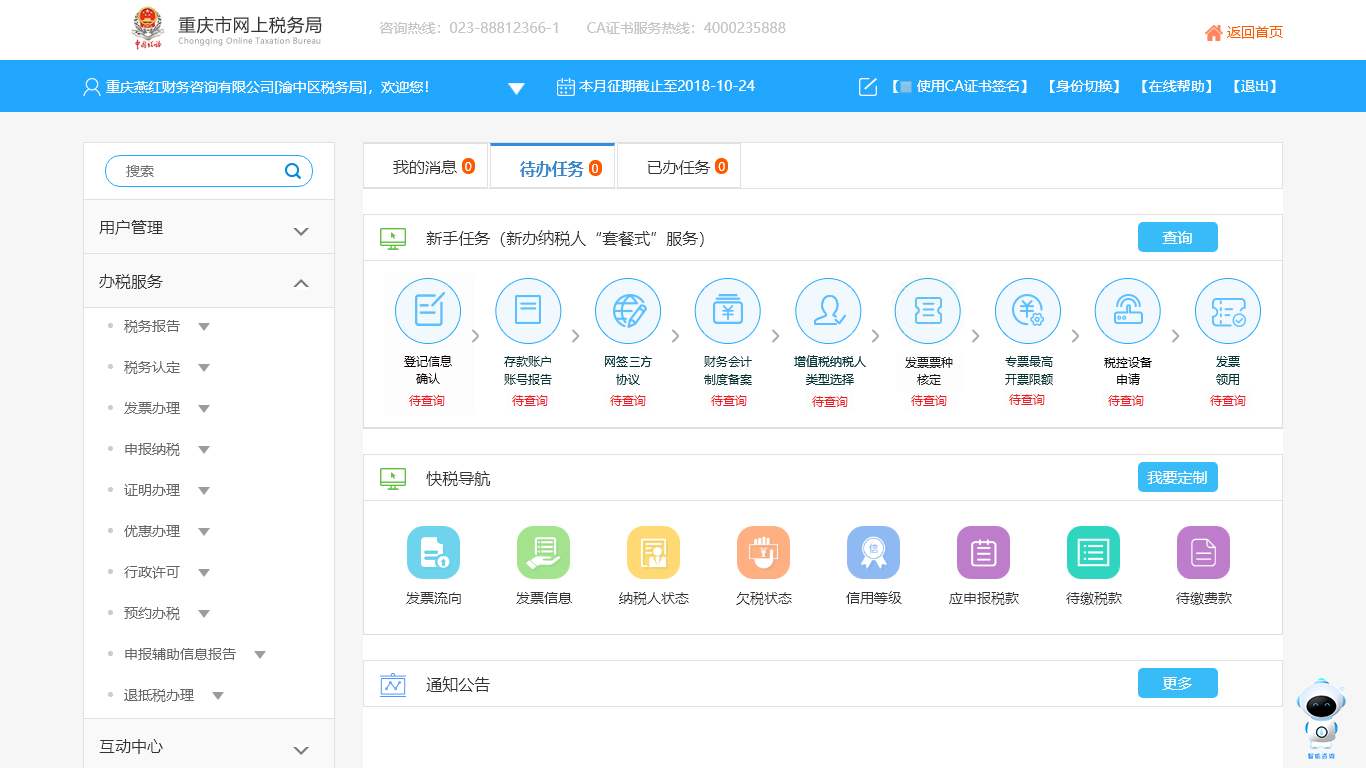 重庆市网上税务局
Chongqing Online Taxation Bureau
中国税务
咨询热线：023-88812366-1 CA证书服务热线：4000235888
返回首页
重庆燕红财务咨询有限公司[渝中区税务局]，欢迎您！
本月征期截止至2018-10-24
【使用CA证书签名】 【身份切换】 【在线帮助】 【退出】
搜索
用户管理
办税服务
税务报告
税务认定
发票办理
申报纳税
证明办理
优惠办理
行政许可
预约办税
申报辅助信息报告
退抵税办理
互动中心
我的消息 0
待办任务 0
已办任务 0
新手任务（新办纳税人“套餐式”服务）
查询
登记信息
确认
待查询
存款账户
账号报告
待查询
网签三方
协议
待查询
财务会计
制度备案
待查询
增值税纳税人
类型选择
待查询
发票票种
核定
待查询
专票最高
开票限额
待查询
税控设备
申请
待查询
发票
领用
待查询
快税导航
我要定制
发票流向
发票信息
纳税人状态
欠税状态
信
信用等级
应申报税款
待缴税款
待缴费款
通知公告
更多
智能咨询